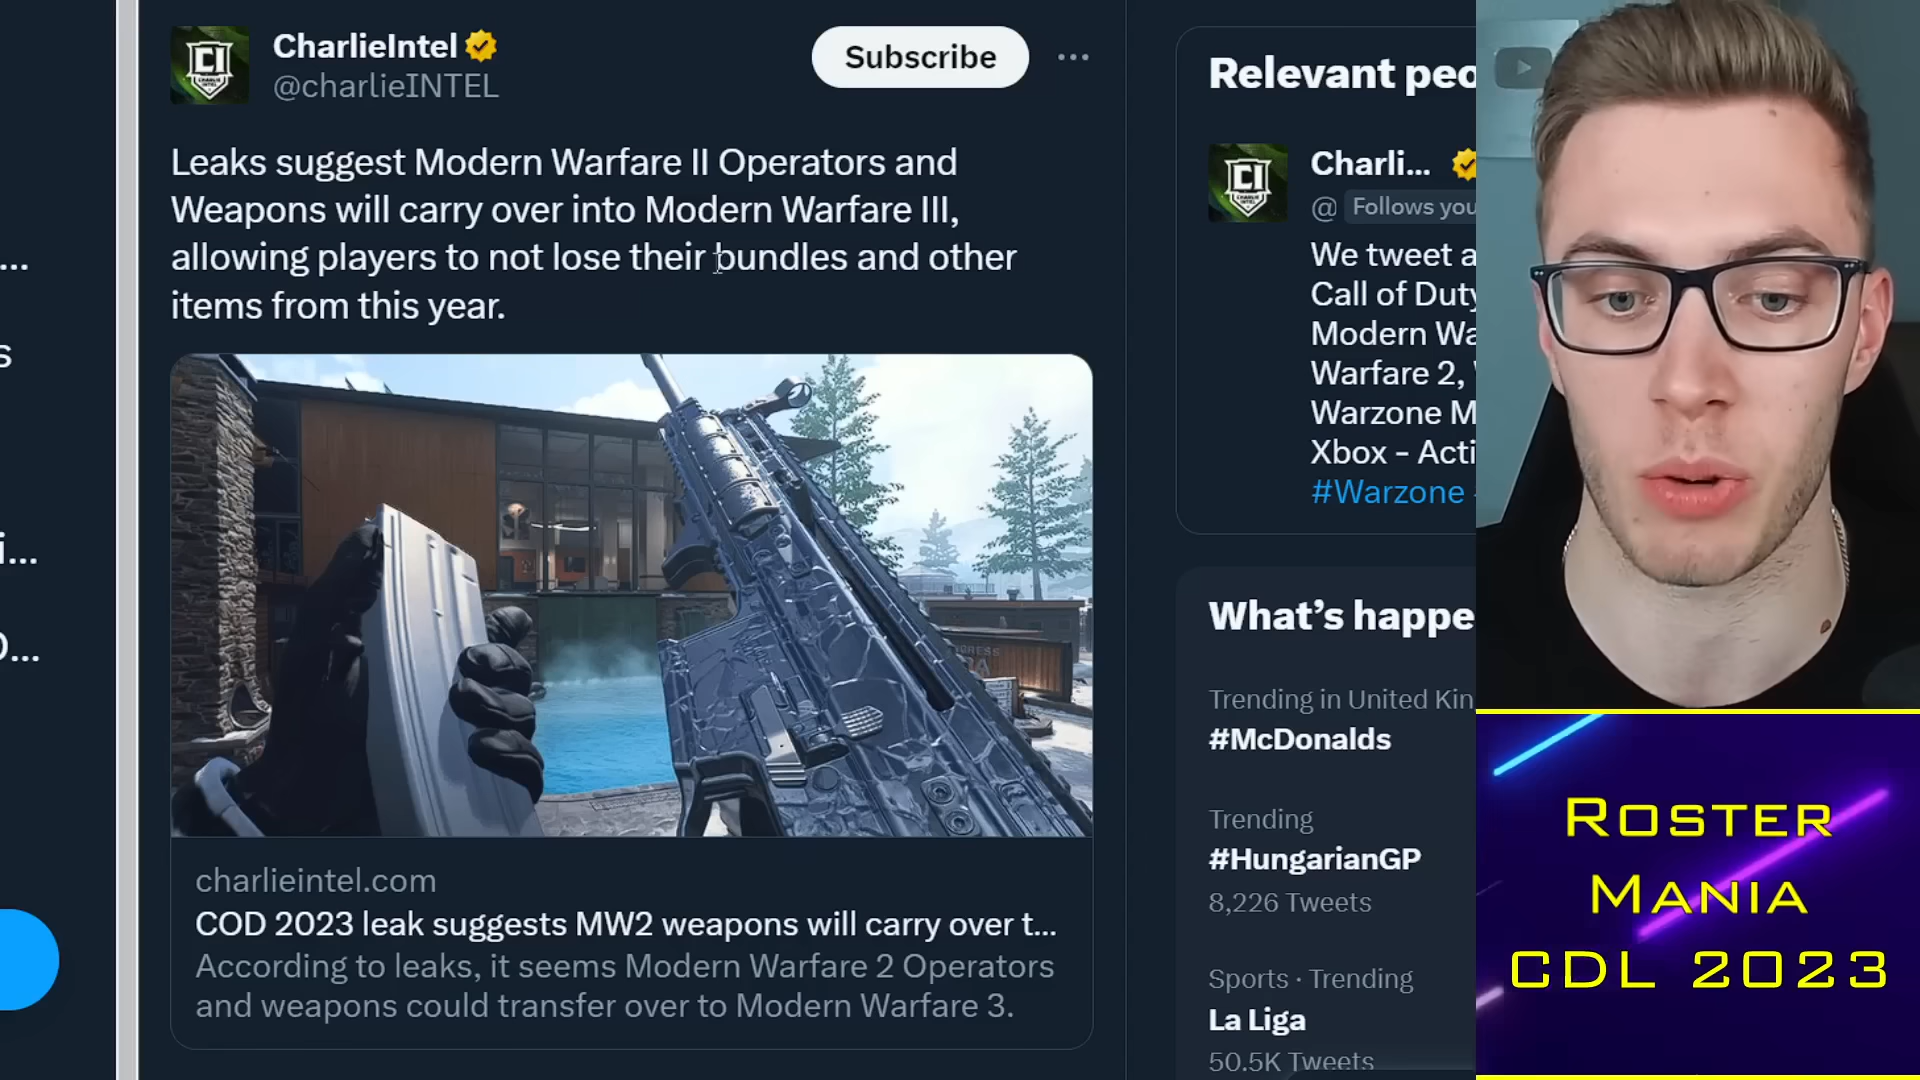 CharlieIntel
@charlieINTEL
Subscribe
Leaks suggest Modern Warfare II Operators and
Weapons will carry over into Modern Warfare III,
allowing players to not lose their bundles and other
items from this year.
charlieintel.com
COD 2023 leak suggests MW2 weapons will carry over t...
According to leaks, it seems Modern Warfare 2 Operators
and weapons could transfer over to Modern Warfare 3.
Relevant peo
CI
Charli...
@ Follows you
We tweet a
Call of Duty
Modern Wa
Warfare 2,
Warzone M
Xbox - Acti
#Warzone
What's happe
Trending in United Kin
#McDonalds
Trending
#HungarianGP
8,226 Tweets
Sports · Trending
La Liga
50.5K Tweets
ROSTER
MANIA
CDL 2023